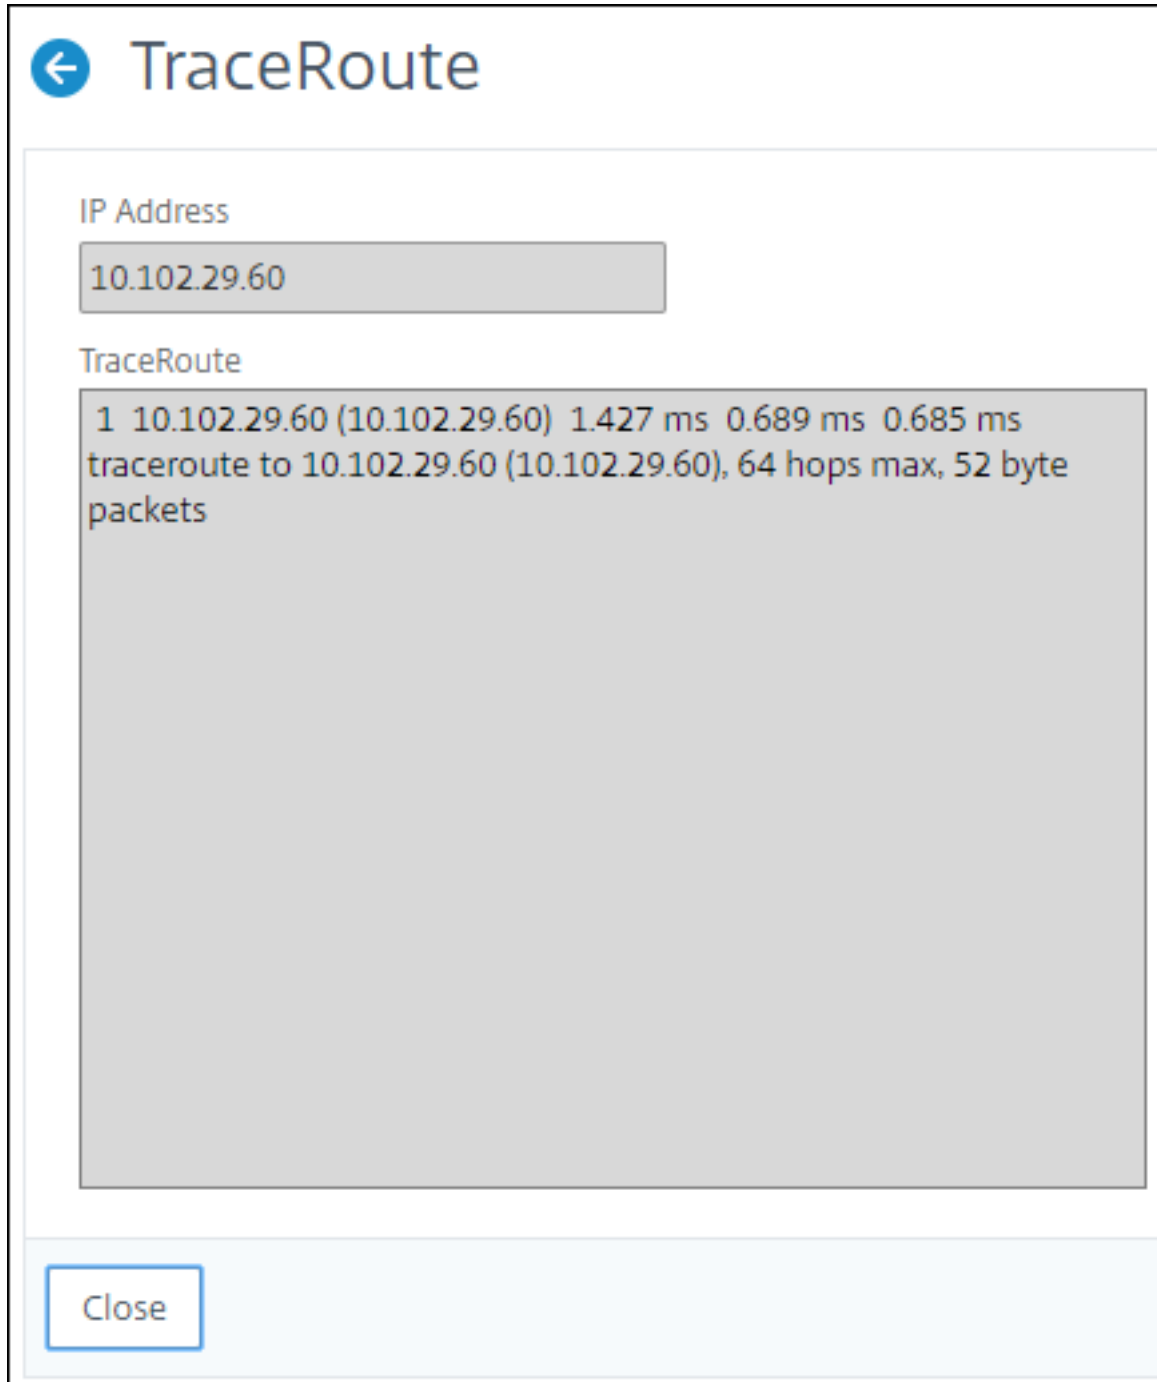 TraceRoute
IP Address
10.102.29.60
TraceRoute
1 10.102.29.60 (10.102.29.60) 1.427 ms 0.689 ms 0.685 ms
traceroute to 10.102.29.60 (10.102.29.60), 64 hops max, 52 byte
packets
Close